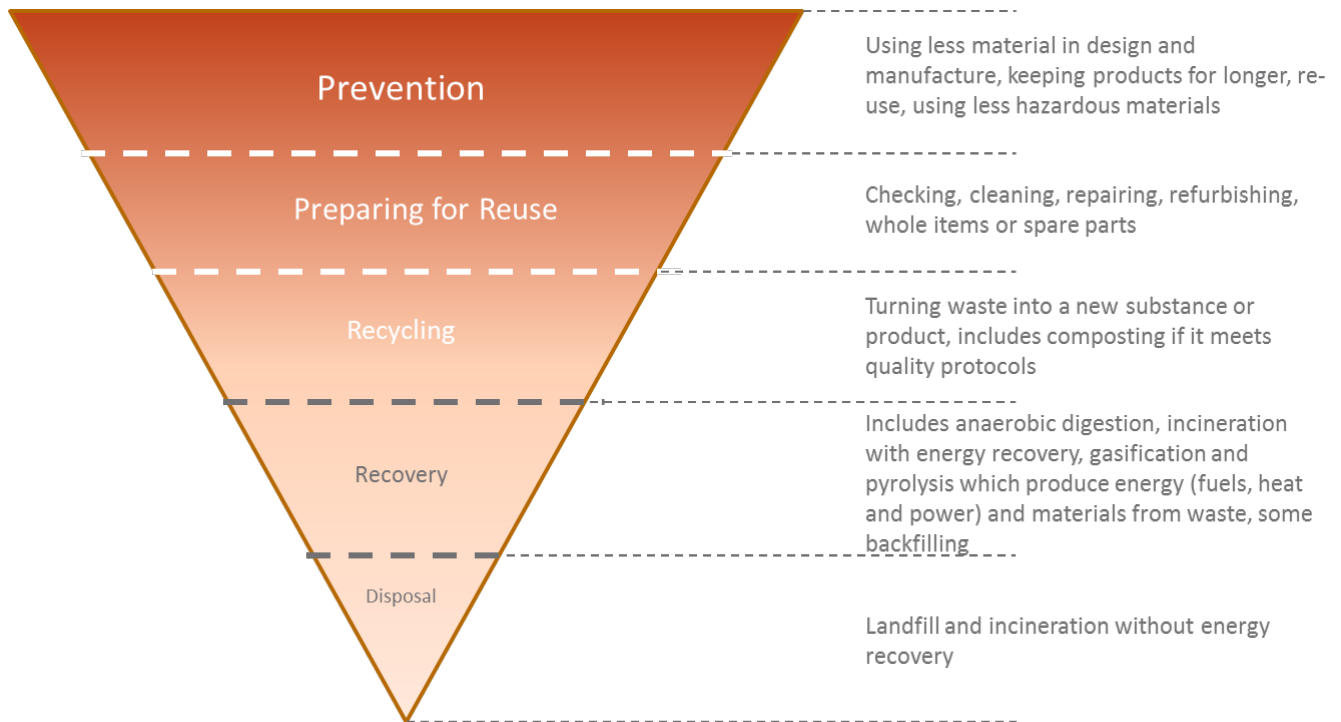 Prevention
Using less material in design and
manufacture, keeping products for longer, re-
use, using less hazardous materials
Preparing for Reuse
Checking, cleaning, repairing, refurbishing,
whole items or spare parts
Recycling
Turning waste into a new substance or
product, includes composting if it meets
quality protocols
Recovery
Includes anaerobic digestion, incineration
with energy recovery, gasification and
pyrolysis which produce energy (fuels, heat
and power) and materials from waste, some
backfilling
Disposal
Landfill and incineration without energy
recovery